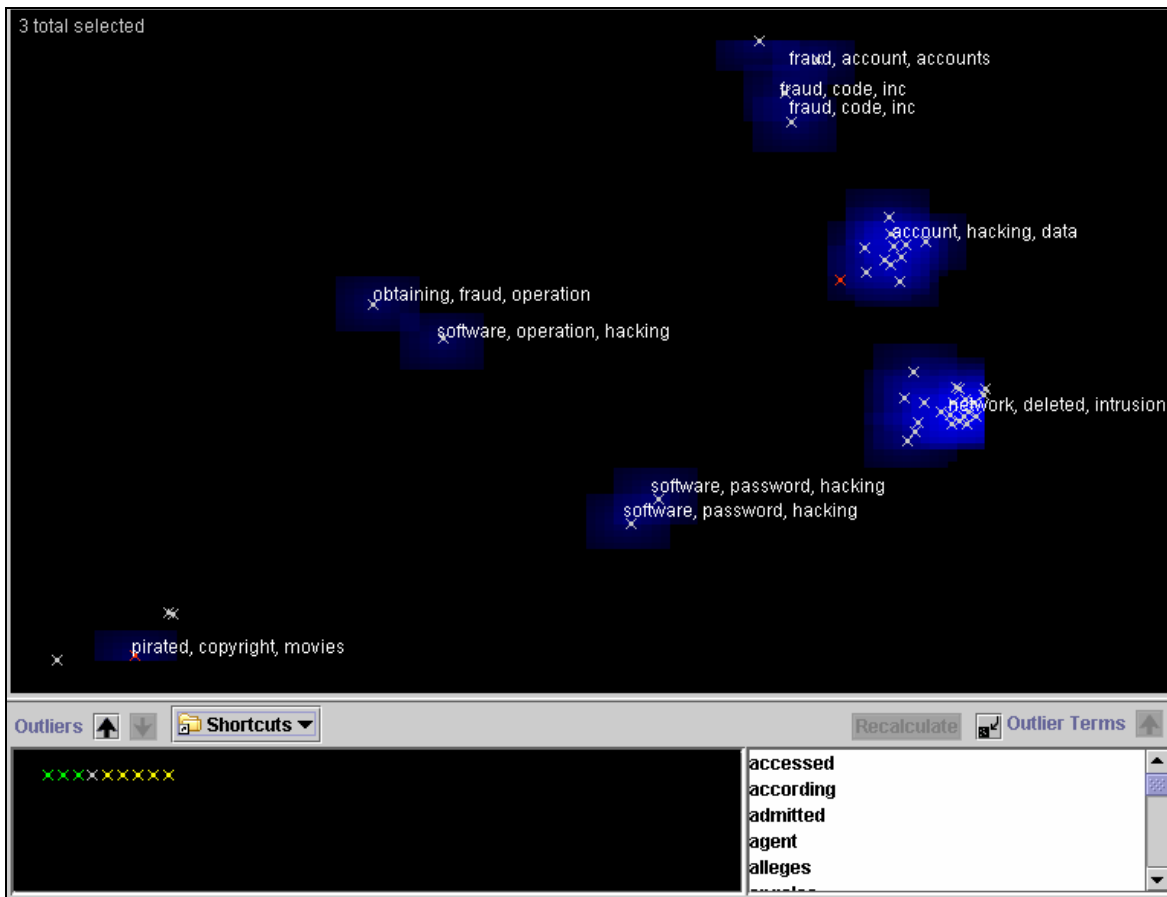 3 total selected
fraud, account, accounts
fraud, code, inc
fraud, code, inc
account, hacking, data
obtaining, fraud, operation
software, operation, hacking
network, deleted, intrusion
software, password, hacking
software, password, hacking
pirated, copyright, movies
Outliers Shortcuts Recalculate Outlier Terms
accessed
according
admitted
agent
alleges